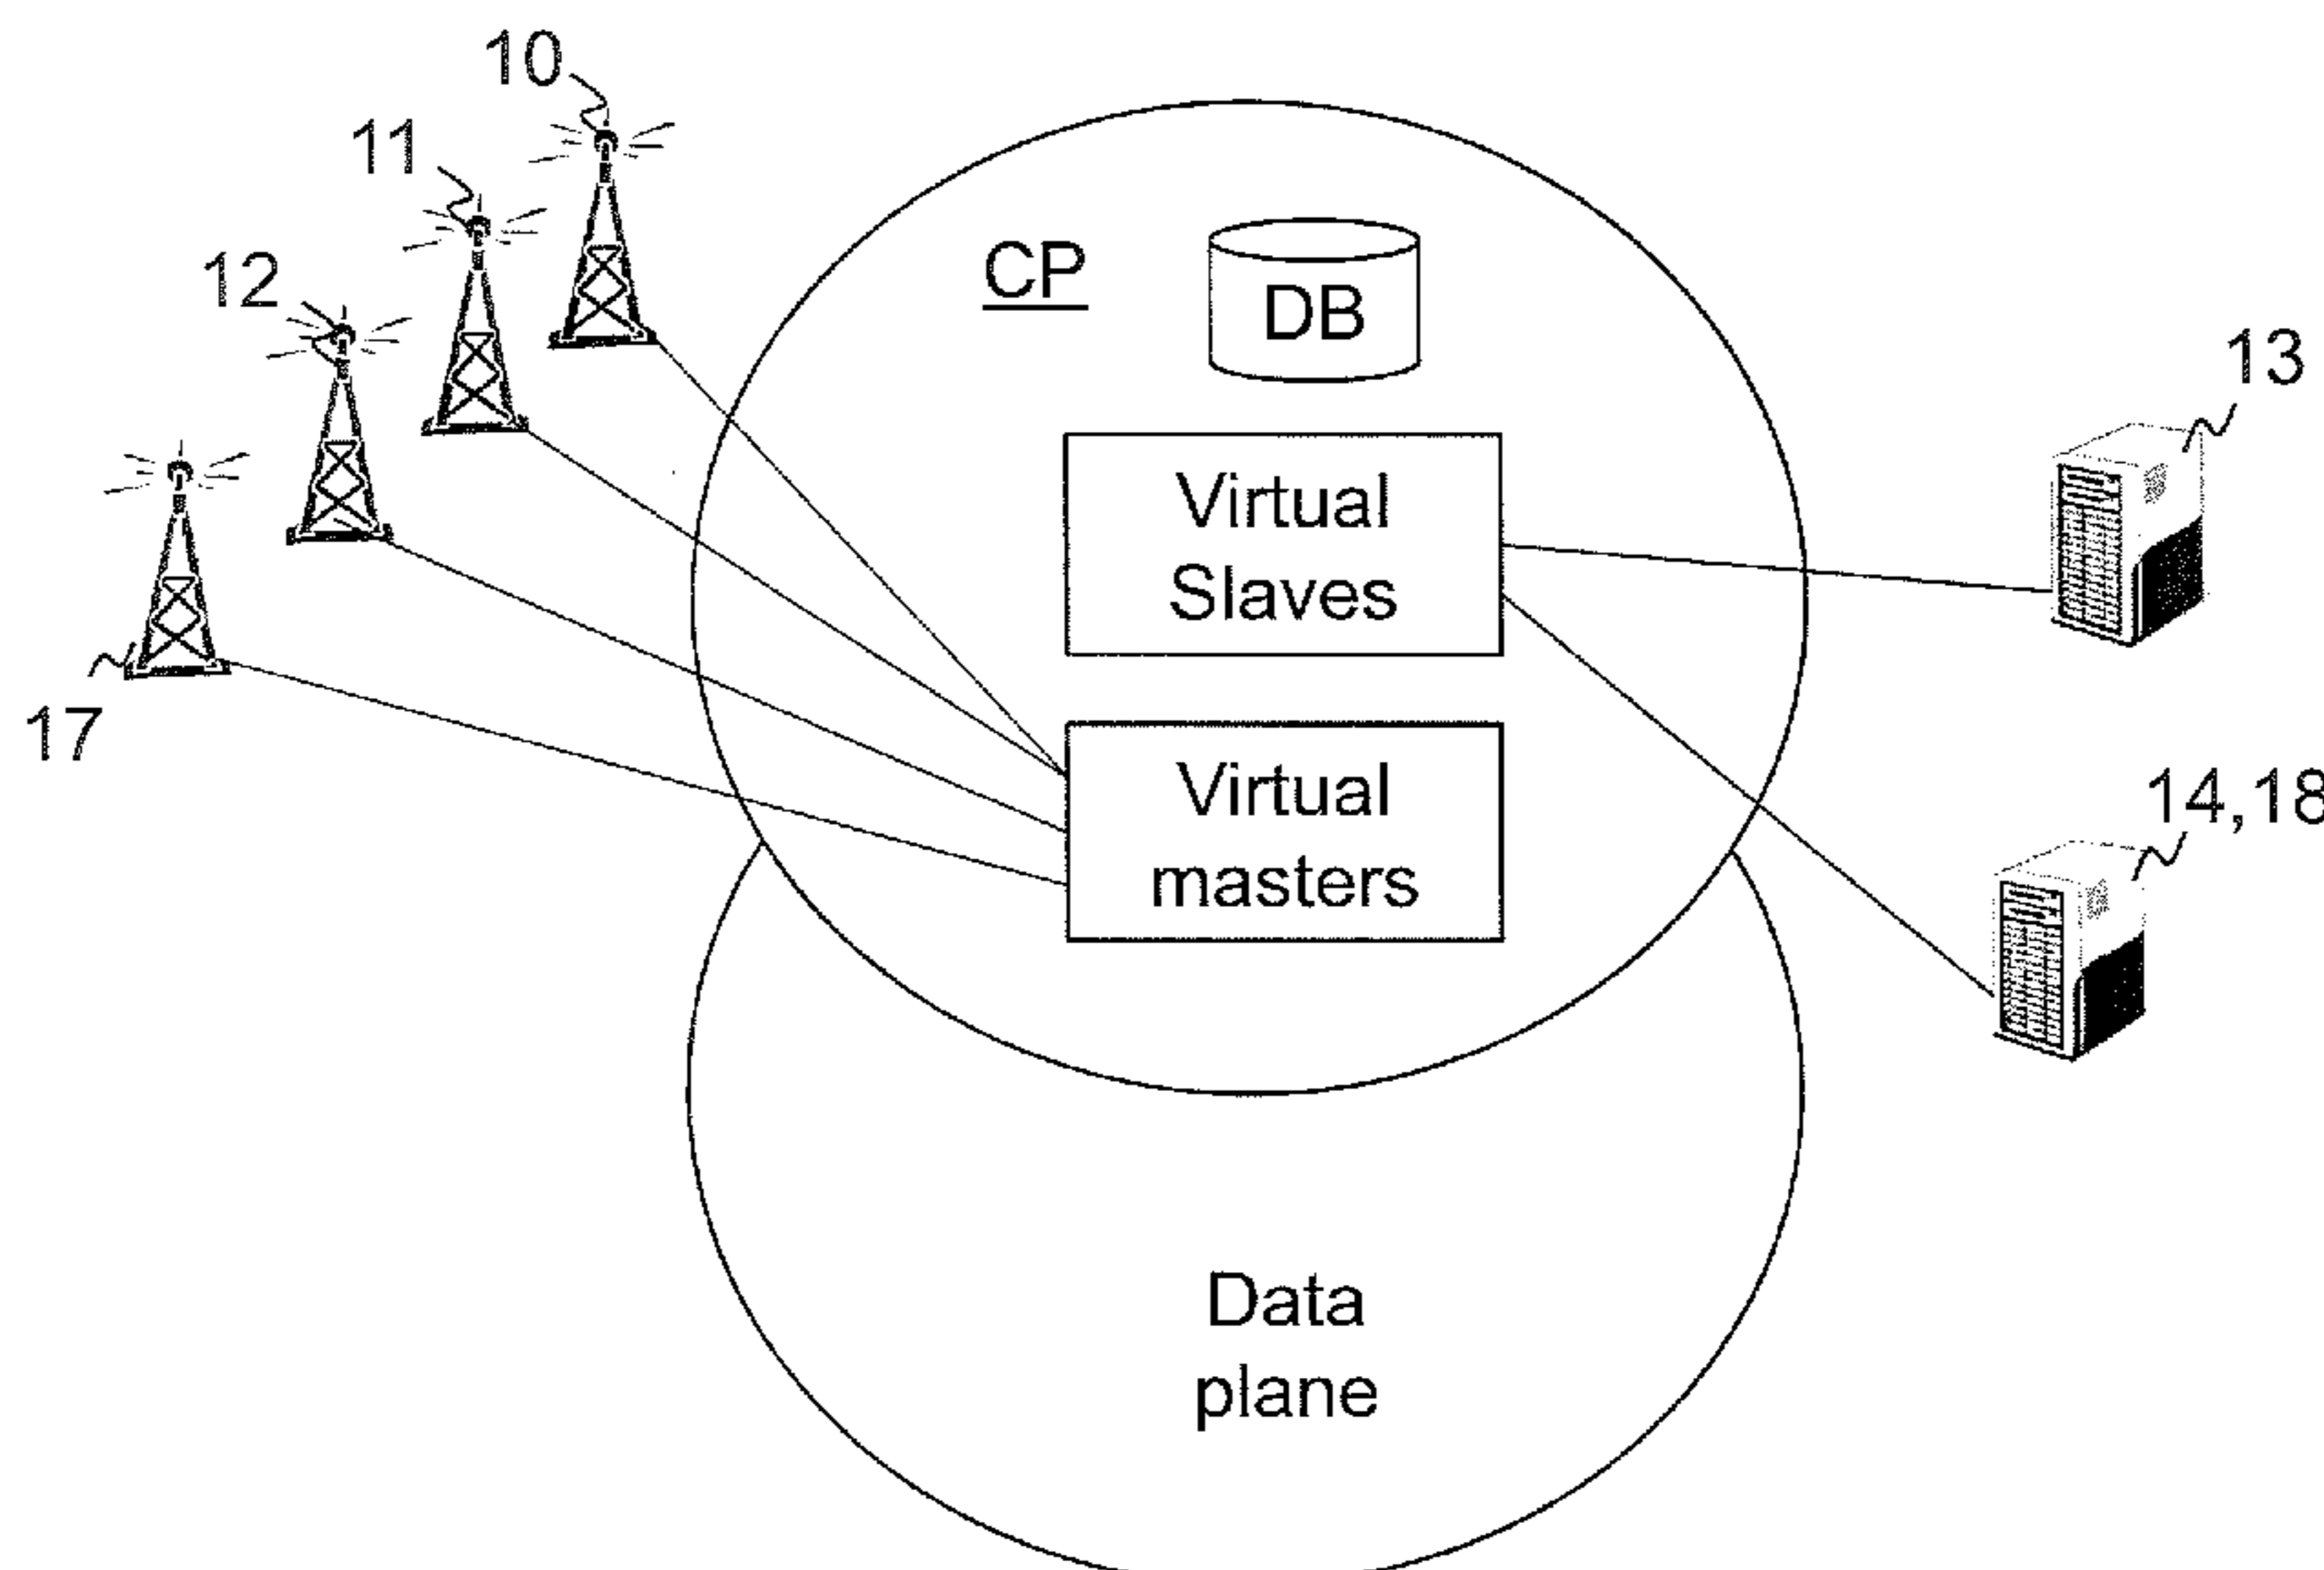 10
11
12
CP
DB
13
Virtual
Slaves
17
Virtual
masters
14,18
Data
plane